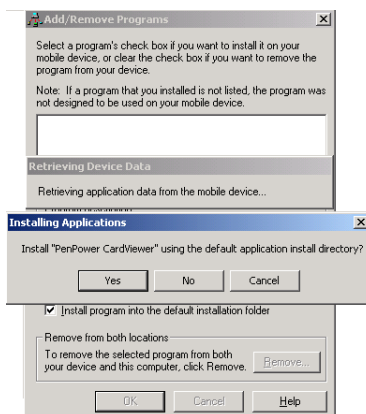 Add/Remove Programs
Select a program's check box if you want to install it on your
mobile device, or clear the check box if you want to remove the
program from your device.
Note: If a program that you installed is not listed, the program was
not designed to be used on your mobile device.
Retrieving Device Data
Retrieving application data from the mobile device...
Installing Applications
Install "PenPower CardViewer" using the default application install directory?
Yes No Cancel
Install program into the default installation folder
Remove from both locations
To remove the selected program from both
your device and this computer, click Remove.
Remove...
OK Cancel Help